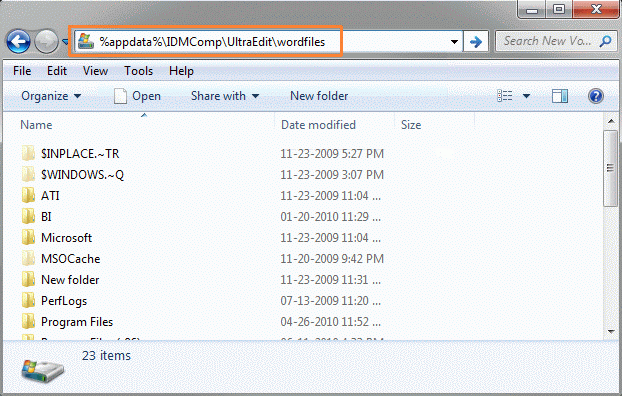 %appdata%\IDMComp\UltraEdit\wordfiles
Search New Vo...
File Edit View Tools Help
Organize Open Share with New folder
Name Date modified Size
$INPLACE.~TR 11-23-2009 5:27 PM
$WINDOWS.~Q 11-23-2009 3:07 PM
ATI 11-23-2009 11:04 ...
BI 01-20-2010 11:29 ...
Microsoft 11-23-2009 11:04 ...
MSOCache 11-20-2009 9:42 PM
New folder 11-23-2009 11:31 ...
PerfLogs 07-13-2009 11:20 ...
Program Files 04-26-2010 11:52 ...
23 items